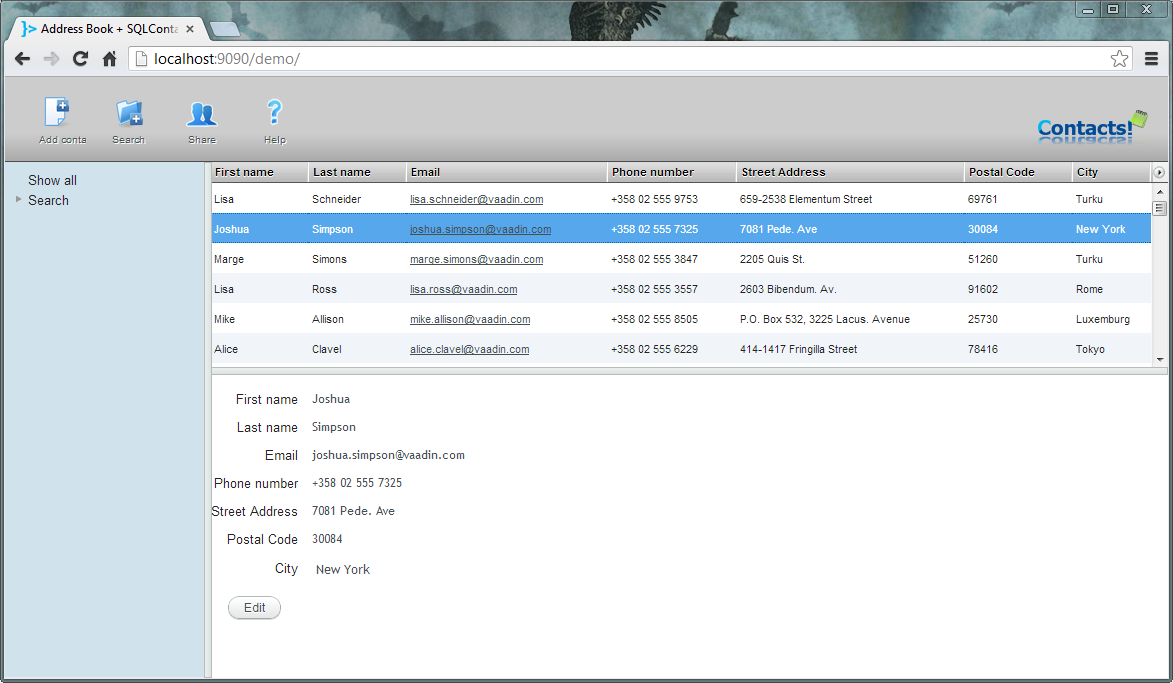 Address Book + SQLConta
localhost:9090/demo/
Add conta Search Share Help
Contacts!
Show all
Search
First name Last name Email Phone number Street Address Postal Code City
Lisa Schneider lisa.schneider@vaadin.com +358 02 555 9753 659-2538 Elementum Street 69761 Turku
Joshua Simpson joshua.simpson@vaadin.com +358 02 555 7325 7081 Pede. Ave 30084 New York
Marge Simons marge.simons@vaadin.com +358 02 555 3847 2205 Quis St. 51260 Turku
Lisa Ross lisa.ross@vaadin.com +358 02 555 3557 2603 Bibendum. Av. 91602 Rome
Mike Allison mike.allison@vaadin.com +358 02 555 8505 P.O. Box 532, 3225 Lacus. Avenue 25730 Luxemburg
Alice Clavel alice.clavel@vaadin.com +358 02 555 6229 414-1417 Fringilla Street 78416 Tokyo
First name Joshua
Last name Simpson
Email joshua.simpson@vaadin.com
Phone number +358 02 555 7325
Street Address 7081 Pede. Ave
Postal Code 30084
City New York
Edit